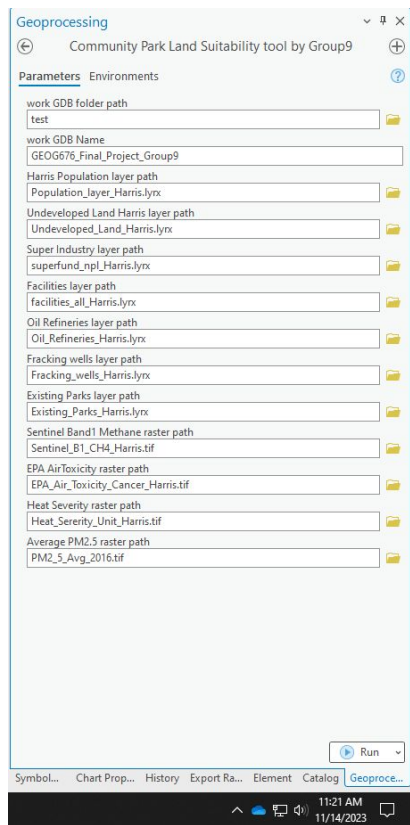 Geoprocessing
Community Park Land Suitability tool by Group9
Parameters Environments
work GDB folder path
test
work GDB Name
GEOG676_Final_Project_Group9
Harris Population layer path
Population_layer_Harris.lyrx
Undeveloped Land Harris layer path
Undeveloped_Land_Harris.lyrx
Super Industry layer path
superfund_npl_Harris.lyrx
Facilities layer path
facilities_all_Harris.lyrx
Oil Refineries layer path
Oil_Refineries_Harris.lyrx
Fracking wells layer path
Fracking_wells_Harris.lyrx
Existing Parks layer path
Existing_Parks_Harris.lyrx
Sentinel Band1 Methane raster path
Sentinel_B1_CH4_Harris.tif
EPA AirToxicity raster path
EPA_Air_Toxicity_Cancer_Harris.tif
Heat Severity raster path
Heat_Sererity_Unit_Harris.tif
Average PM2.5 raster path
PM2_5_Avg_2016.tif
Run
Symbol... Chart Prop... History Export Ra... Element Catalog Geoproce...
11:21 AM
11/14/2023